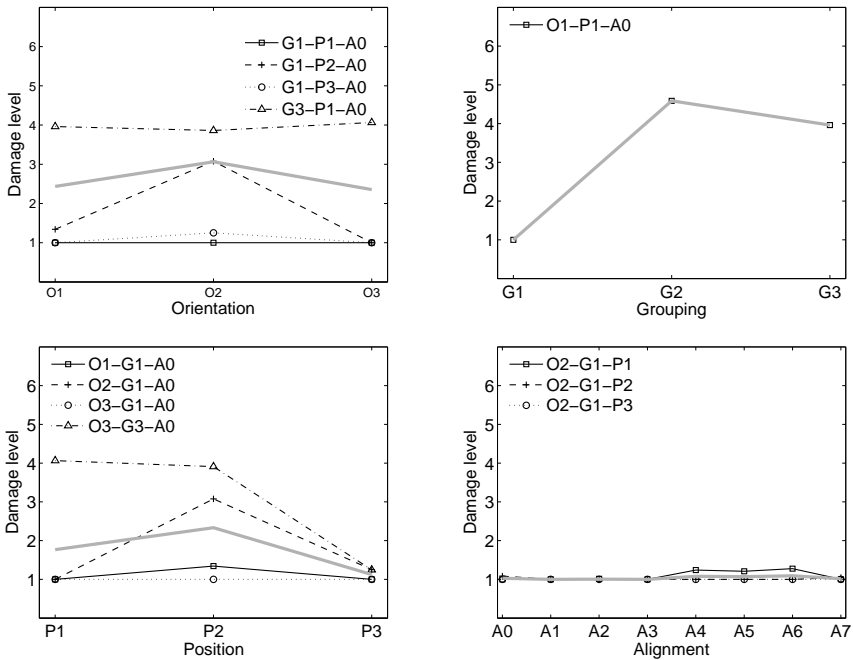 G1–P1–A0
G1–P2–A0
G1–P3–A0
G3–P1–A0
6
5
4
3
2
1
Damage level
O1 O2 O3
Orientation
O1–P1–A0
6
5
4
3
2
1
Damage level
G1 G2 G3
Grouping
O1–G1–A0
O2–G1–A0
O3–G1–A0
O3–G3–A0
6
5
4
3
2
1
Damage level
P1 P2 P3
Position
O2–G1–P1
O2–G1–P2
O2–G1–P3
6
5
4
3
2
1
Damage level
A0 A1 A2 A3 A4 A5 A6 A7
Alignment